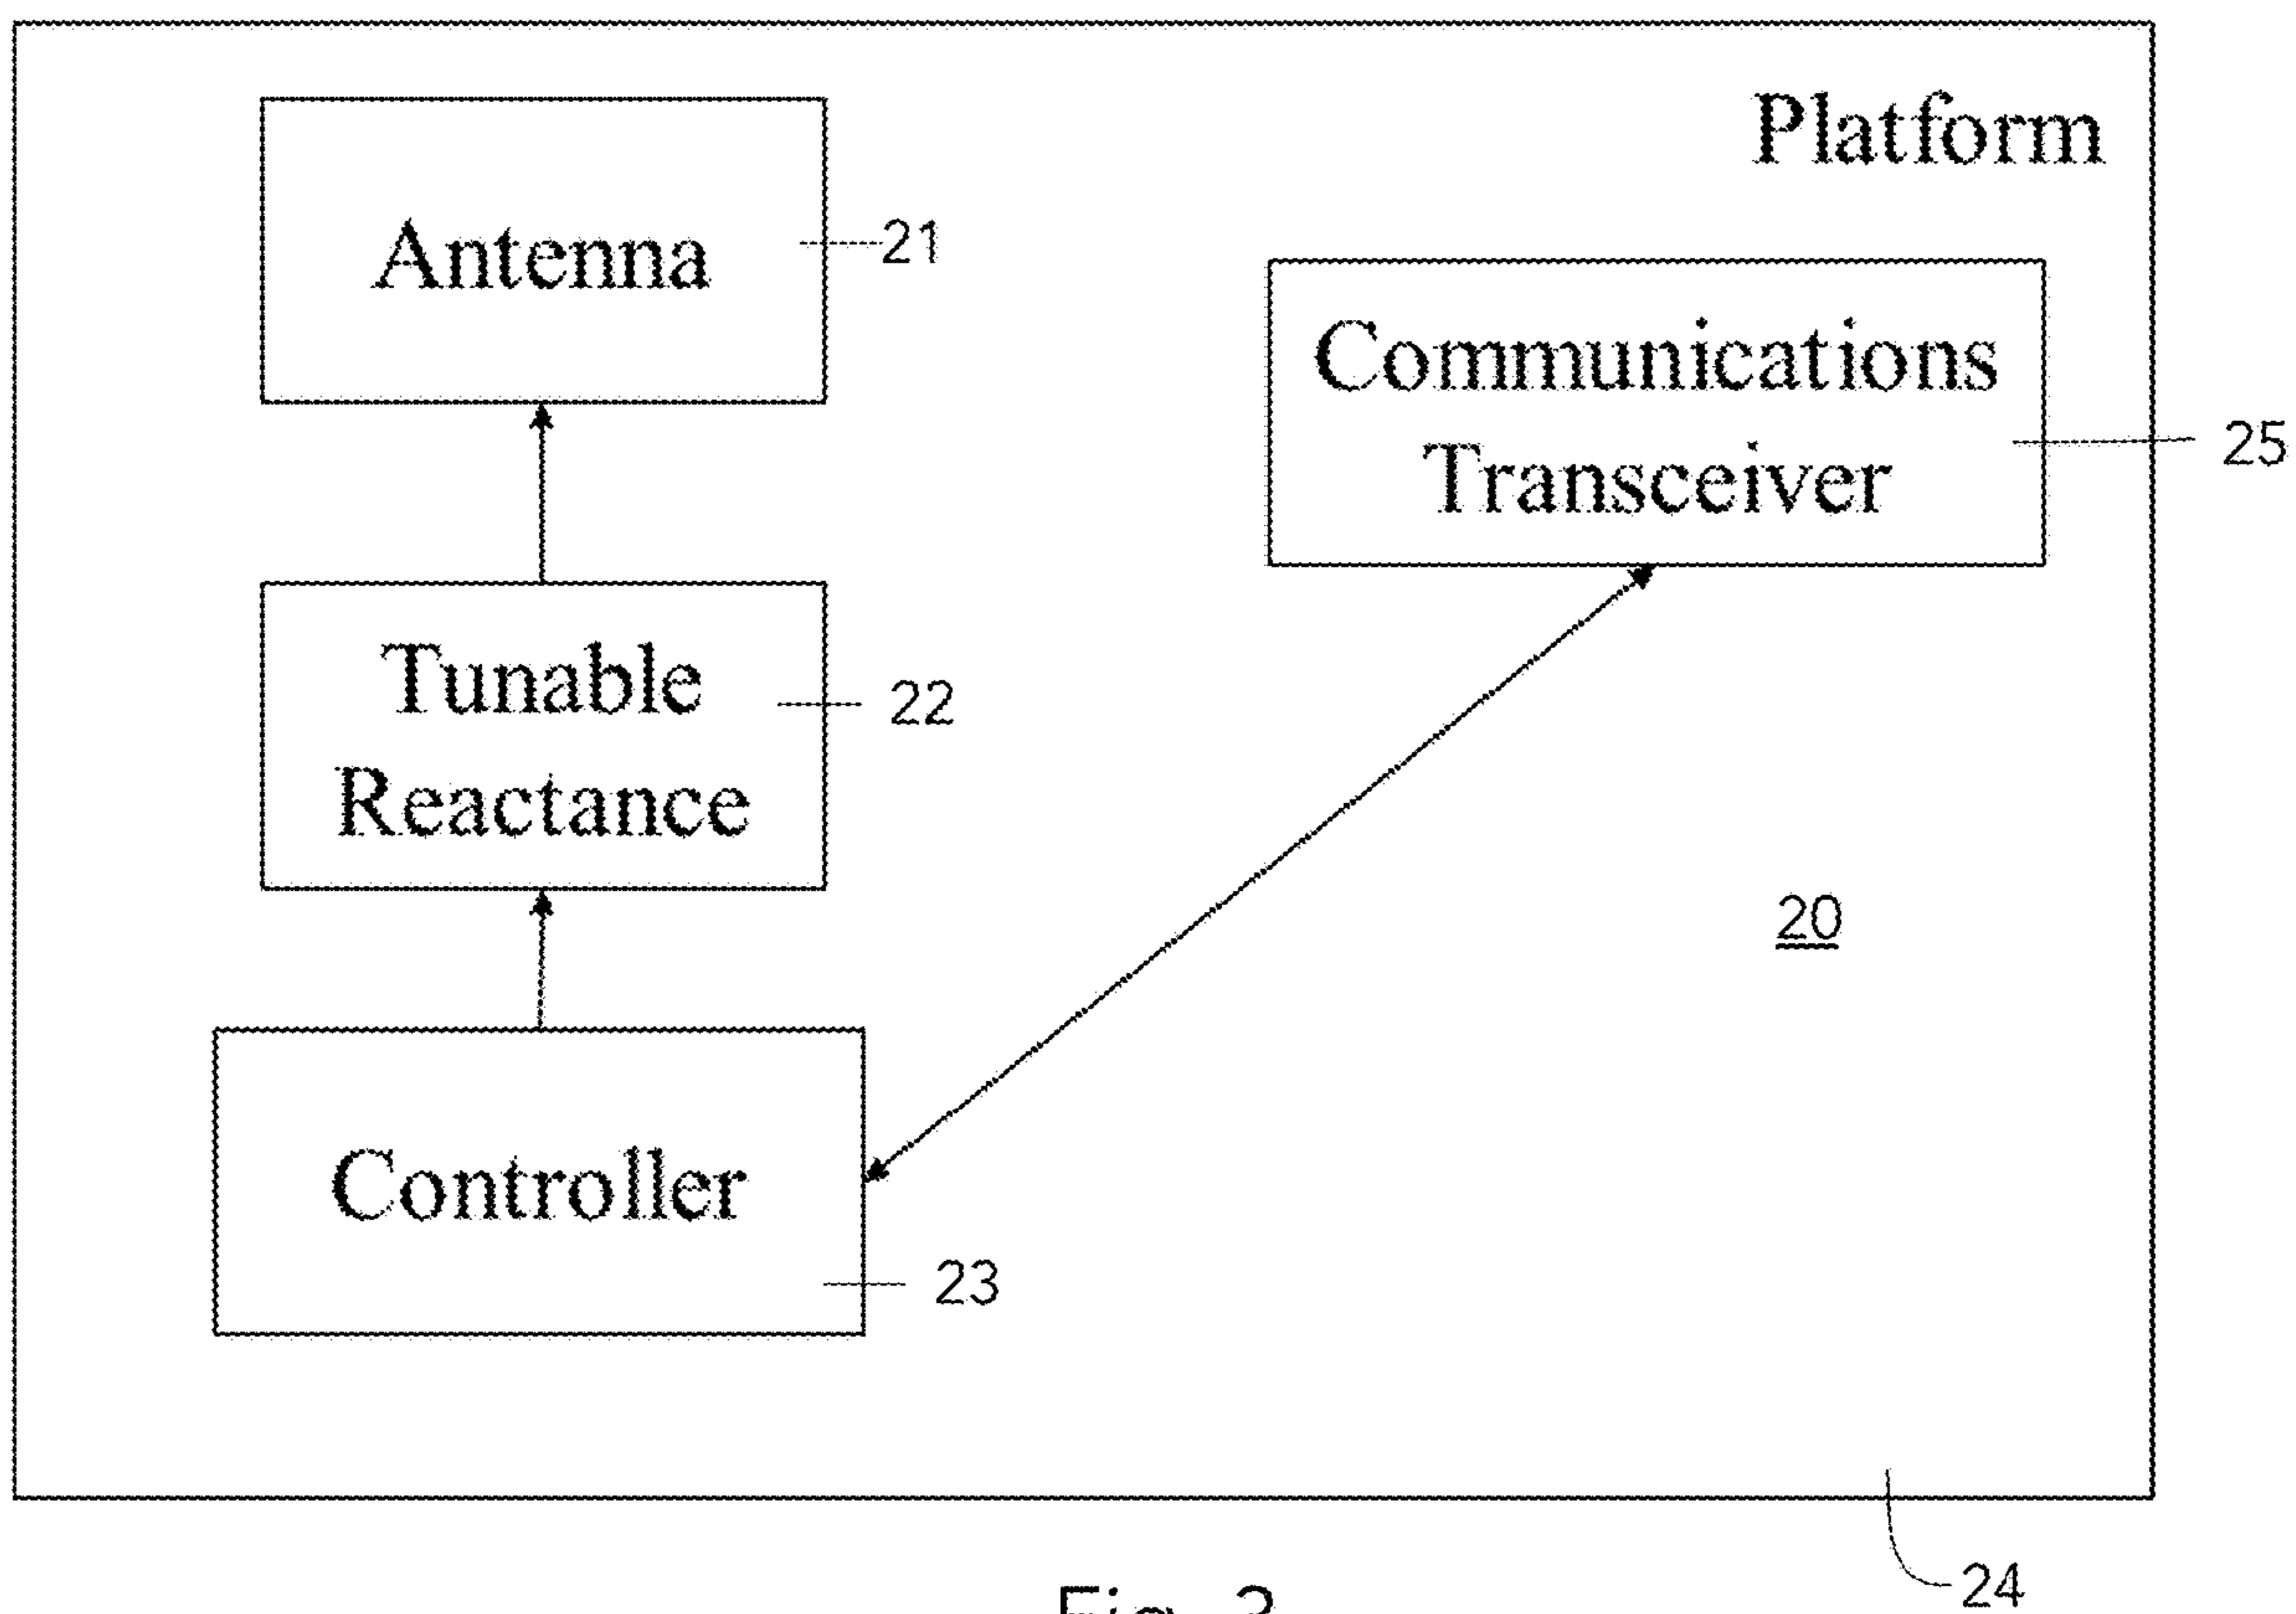 Platform
Antenna
21
Communications
Transceiver
25
Tunable
Reactance
22
20
Controller
23
24